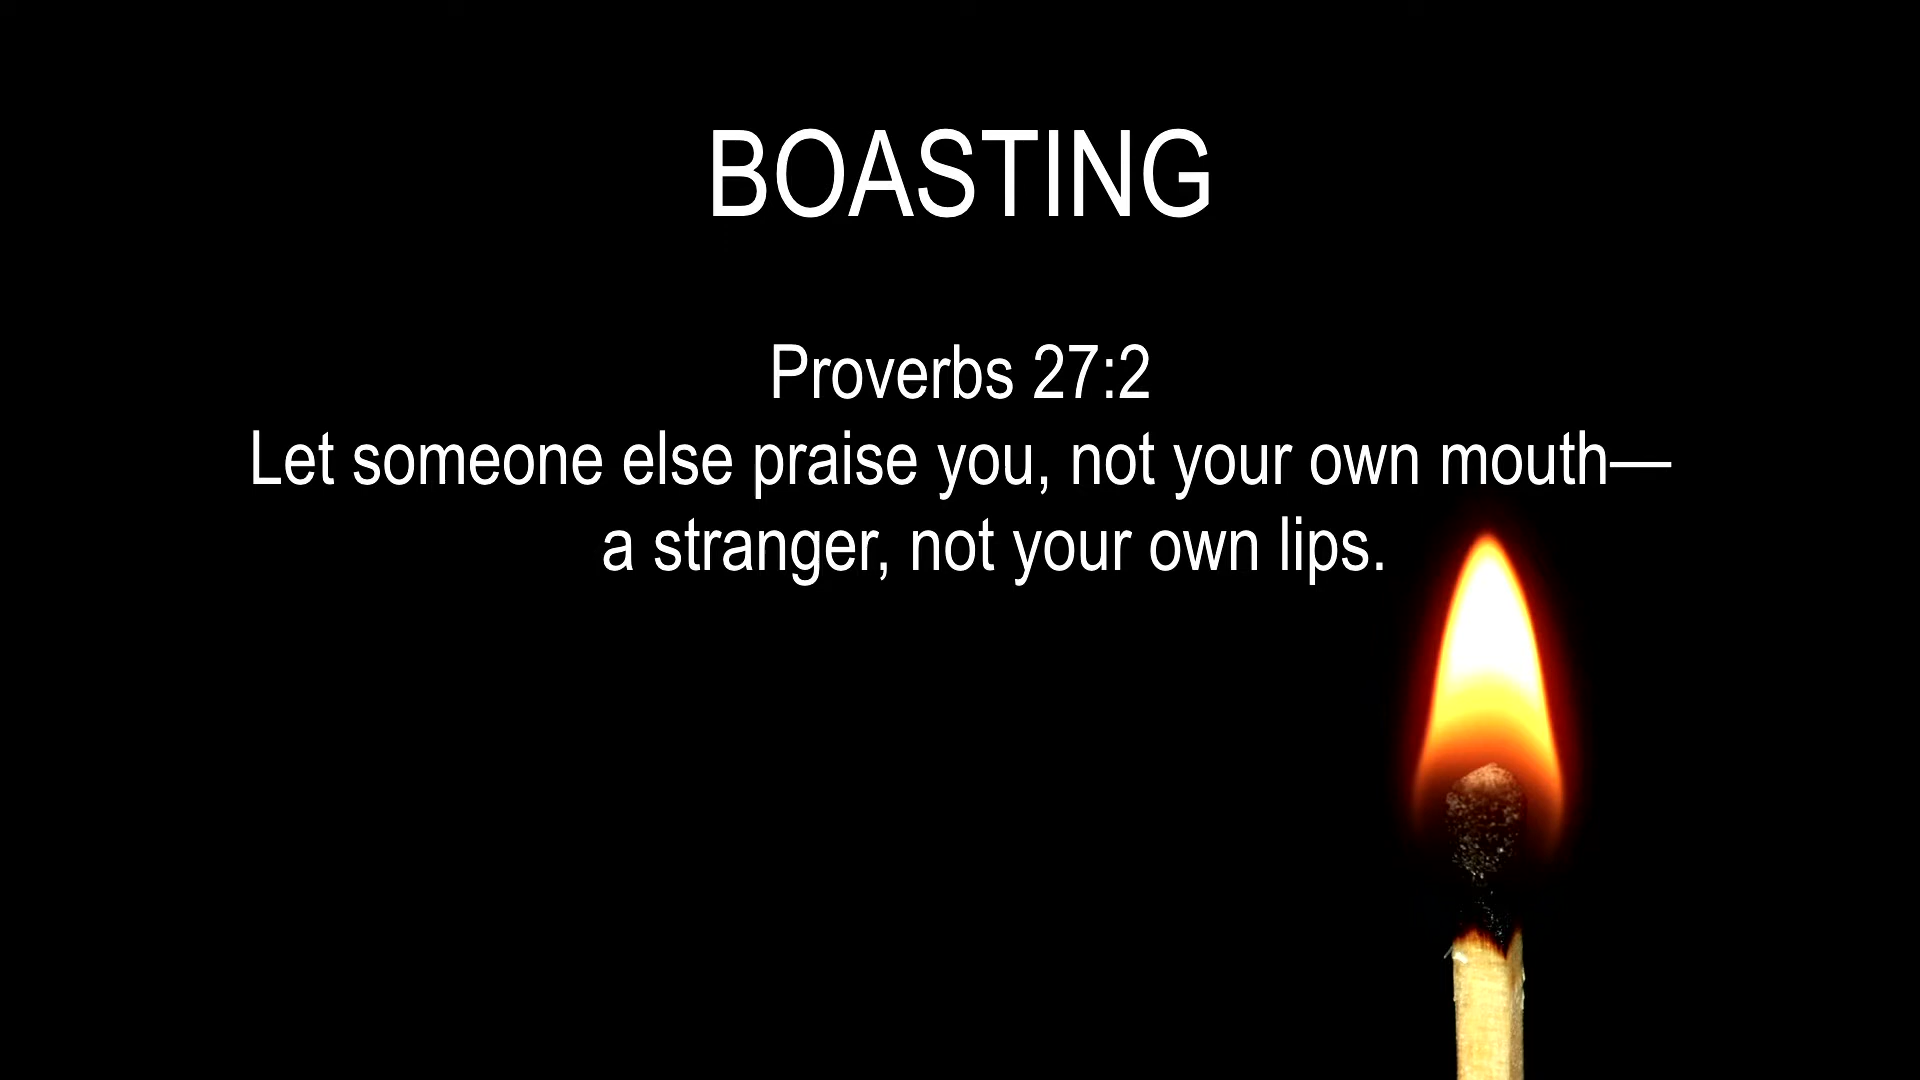 BOASTING
Proverbs 27:2
Let someone else praise you, not your own mouth—
a stranger, not your own lips.